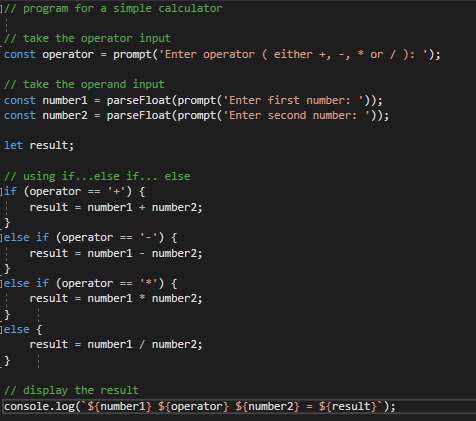 // program for a simple calculator
// take the operator input
const operator = prompt('Enter operator ( either +, -, * or / ): ');
// take the operand input
const number1 = parseFloat(prompt('Enter first number: '));
const number2 = parseFloat(prompt('Enter second number: '));
let result;
// using if...else if... else
if (operator == '+') {
    result = number1 + number2;
}
else if (operator == '-') {
    result = number1 - number2;
}
else if (operator == '*') {
    result = number1 * number2;
}
else {
    result = number1 / number2;
}
// display the result
console.log(`${number1} ${operator} ${number2} = ${result}`);